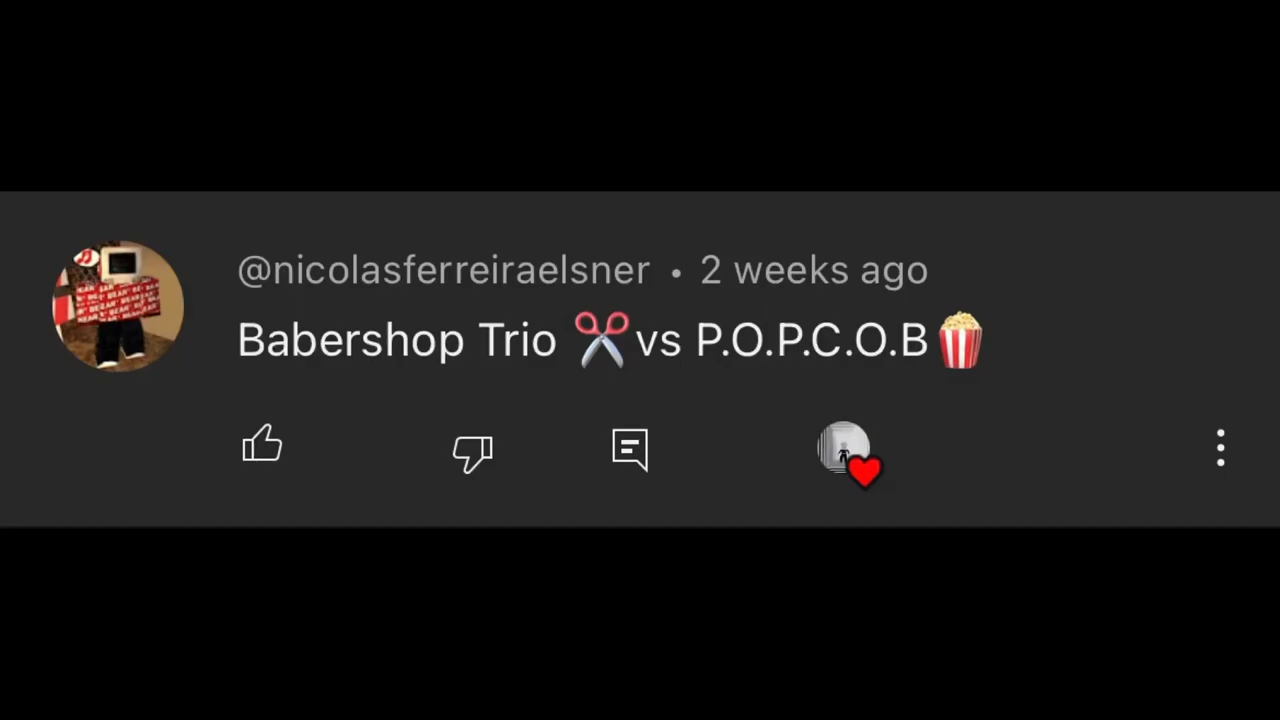 @nicolasferreiraelsner • 2 weeks ago
Babershop Trio ✂️vs P.O.P.C.O.B🍿